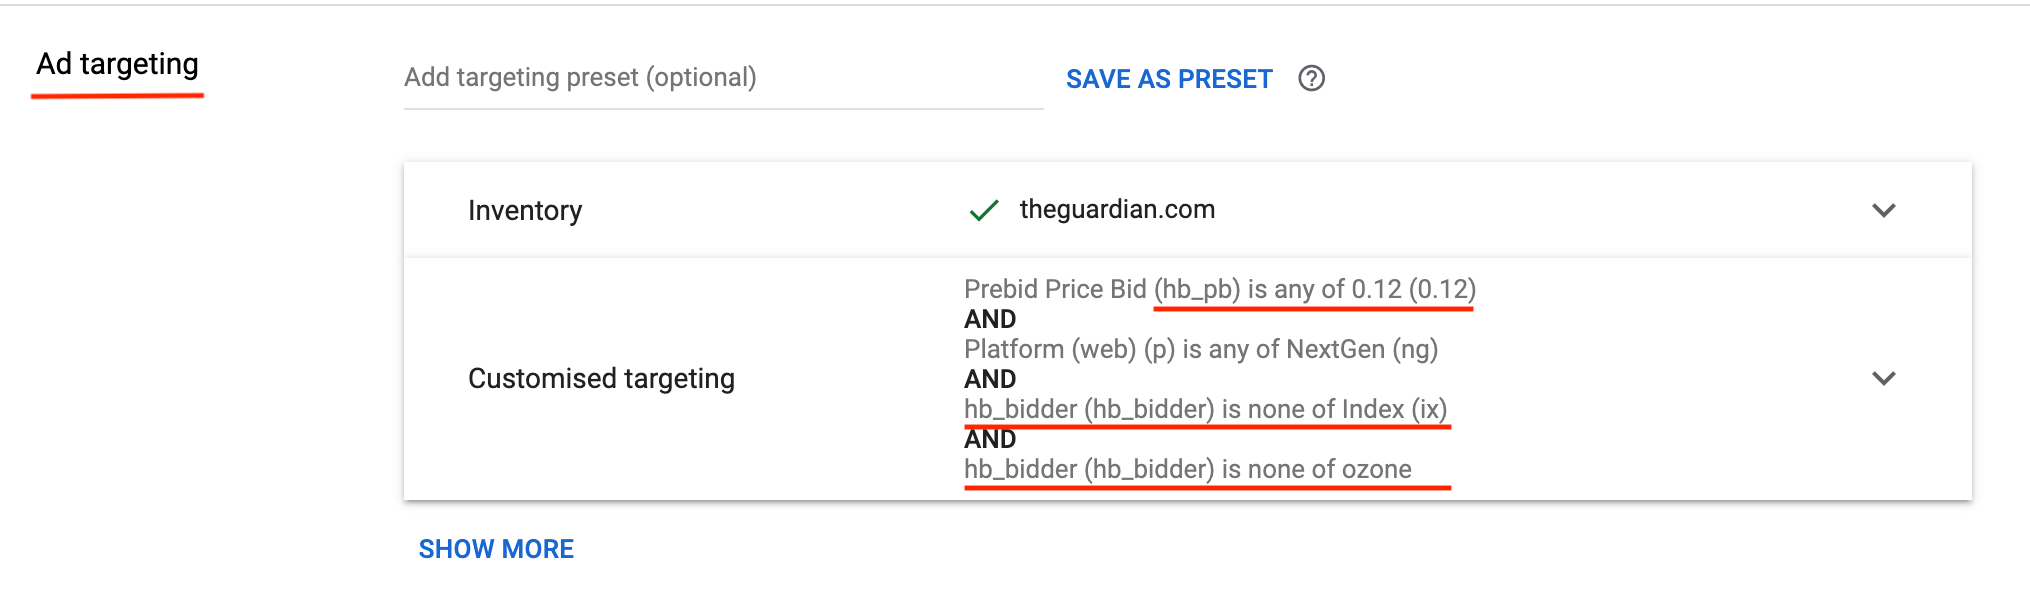 Ad targeting
Add targeting preset (optional)
SAVE AS PRESET
Inventory
theguardian.com
Customised targeting
Prebid Price Bid (hb_pb) is any of 0.12 (0.12)
AND
Platform (web) (p) is any of NextGen (ng)
AND
hb_bidder (hb_bidder) is none of Index (ix)
AND
hb_bidder (hb_bidder) is none of ozone
SHOW MORE